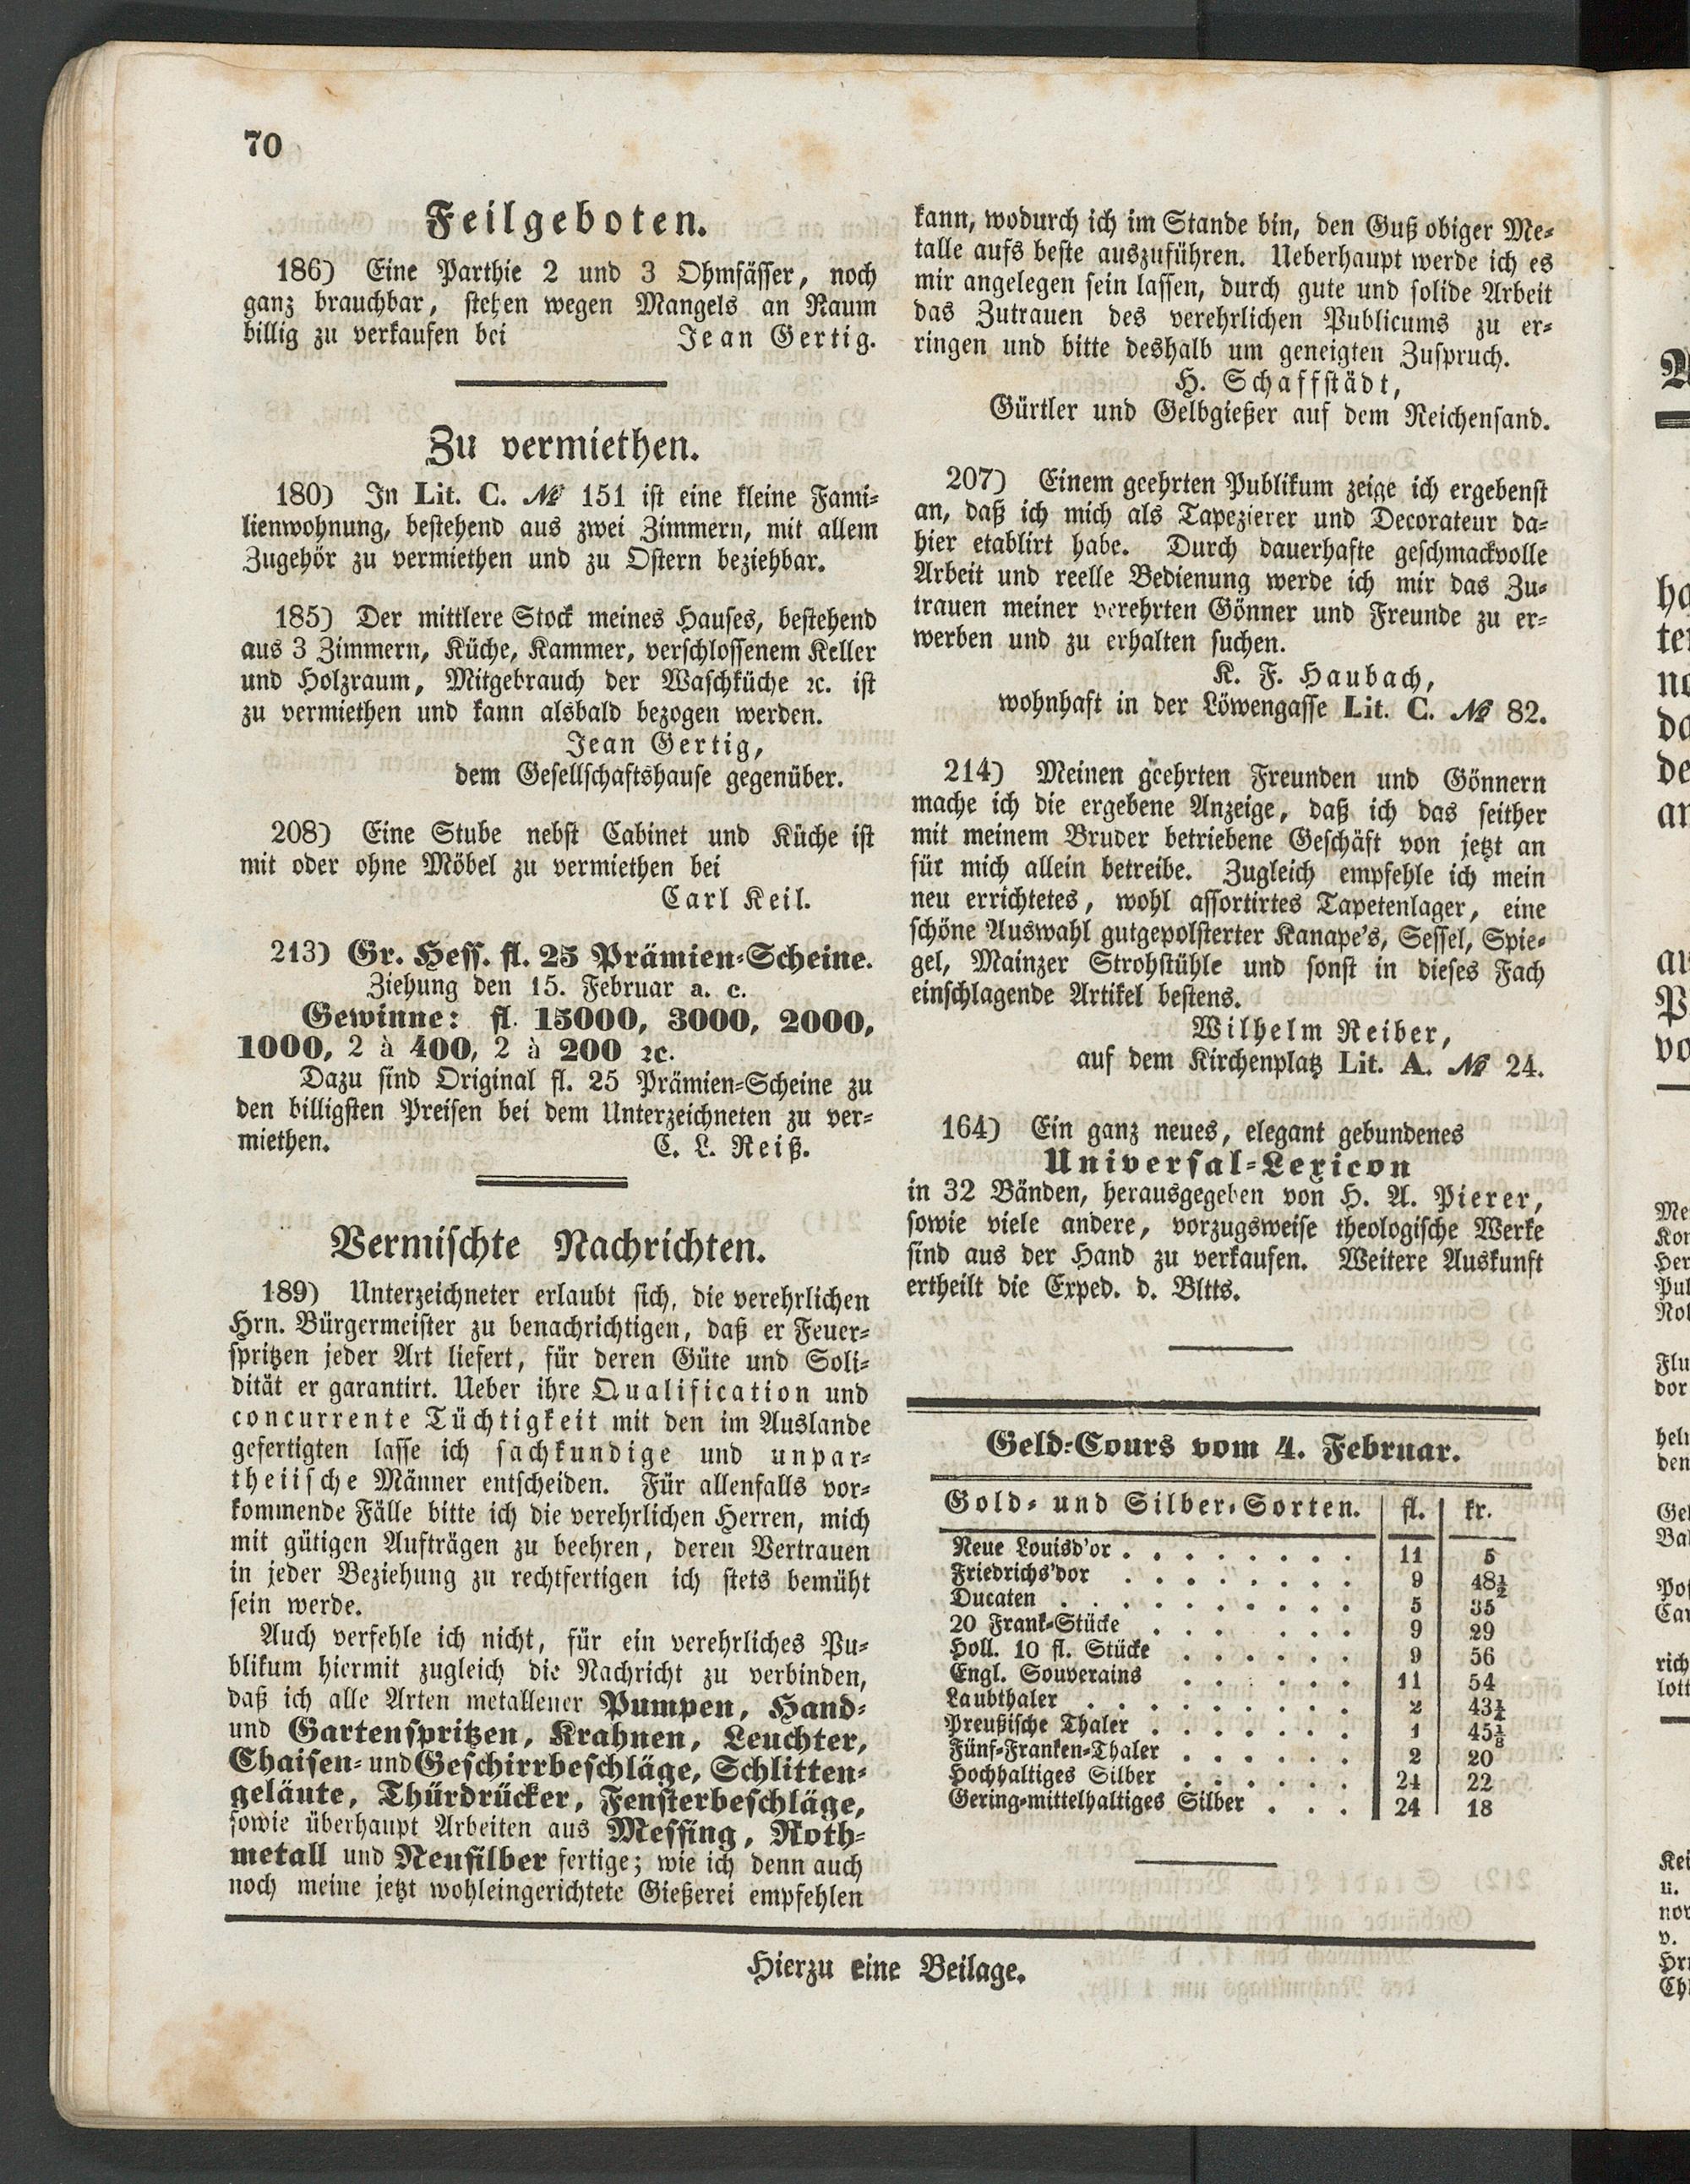 70
Feilgeboten.
186) Eine Parthie 2 und 3 Ohmfässer, noch
ganz brauchbar, stehen wegen Mangels an Raum
billig zu verkaufen bei Jean Gertig.
Zu vermiethen.
180) In Lit. C. № 151 ist eine kleine Fami-
lienwohnung, bestehend aus zwei Zimmern, mit allem
Zugehör zu vermiethen und zu Ostern beziehbar.
185) Der mittlere Stock meines Hauses, bestehend
aus 3 Zimmern, Küche, Kammer, verschlossenem Keller
und Holzraum, Mitgebrauch der Waschküche ꝛc. ist
zu vermiethen und kann alsbald bezogen werden.
Jean Gertig,
dem Gesellschaftshause gegenüber.
208) Eine Stube nebst Cabinet und Küche ist
mit oder ohne Möbel zu vermiethen bei
Carl Keil.
213) Gr. Hess. fl. 25 Prämien-Scheine.
Ziehung den 15. Februar a. c.
Gewinne: fl. 15000, 3000, 2000,
1000, 2 à 400, 2 à 200 ꝛc.
Dazu sind Original fl. 25 Prämien-Scheine zu
den billigsten Preisen bei dem Unterzeichneten zu ver-
miethen. C. L. Reiß.
Vermischte Nachrichten.
189) Unterzeichneter erlaubt sich, die verehrlichen
Hrn. Bürgermeister zu benachrichtigen, daß er Feuer-
spritzen jeder Art liefert, für deren Güte und Soli-
dität er garantirt. Ueber ihre Qualification und
concurrente Tüchtigkeit mit den im Auslande
gefertigten lasse ich sachkundige und unpar-
theiische Männer entscheiden. Für allenfalls vor-
kommende Fälle bitte ich die verehrlichen Herren, mich
mit gütigen Aufträgen zu beehren, deren Vertrauen
in jeder Beziehung zu rechtfertigen ich stets bemüht
sein werde.
Auch verfehle ich nicht, für ein verehrliches Pu-
blikum hiermit zugleich die Nachricht zu verbinden,
daß ich alle Arten metallener Pumpen, Hand-
und Gartenspritzen, Krahnen, Leuchter,
Chaisen- und Geschirrbeschläge, Schlitten-
geläute, Thürdrücker, Fensterbeschläge,
sowie überhaupt Arbeiten aus Messing, Roth-
metall und Neusilber fertige; wie ich denn auch
noch meine jetzt wohleingerichtete Gießerei empfehlen
kann, wodurch ich im Stande bin, den Guß obiger Me-
talle aufs beste auszuführen. Ueberhaupt werde ich es
mir angelegen sein lassen, durch gute und solide Arbeit
das Zutrauen des verehrlichen Publicums zu er-
ringen und bitte deshalb um geneigten Zuspruch.
H. Schaffstädt,
Gürtler und Gelbgießer auf dem Reichensand.
207) Einem geehrten Publikum zeige ich ergebenst
an, daß ich mich als Tapezierer und Decorateur da-
hier etablirt habe. Durch dauerhafte geschmackvolle
Arbeit und reelle Bedienung werde ich mir das Zu-
trauen meiner verehrten Gönner und Freunde zu er-
werben und zu erhalten suchen.
K. F. Haubach,
wohnhaft in der Löwengasse Lit. C. № 82.
214) Meinen geehrten Freunden und Gönnern
mache ich die ergebene Anzeige, daß ich das seither
mit meinem Bruder betriebene Geschäft von jetzt an
für mich allein betreibe. Zugleich empfehle ich mein
neu errichtetes, wohl assortirtes Tapetenlager, eine
schöne Auswahl gutgepolsterter Kanape's, Sessel, Spie-
gel, Mainzer Strohstühle und sonst in dieses Fach
einschlagende Artikel bestens.
Wilhelm Reiber,
auf dem Kirchenplatz Lit. A. № 24.
164) Ein ganz neues, elegant gebundenes
Universal-Lexicon
in 32 Bänden, herausgegeben von H. A. Pierer,
sowie viele andere, vorzugsweise theologische Werke
sind aus der Hand zu verkaufen. Weitere Auskunft
ertheilt die Exped. d. Bltts.
Geld-Cours vom 4. Februar.
Gold- und Silber-Sorten. fl. kr.
Neue Louisd'or . . . . . . . . 11 5
Friedrichs'dor . . . . . . . . 9 48½
Ducaten . . . . . . . . . . 5 35
20 Frank-Stücke . . . . . . 9 29
Holl. 10 fl. Stücke . . . . . . 9 56
Engl. Souverains . . . . . . 11 54
Laubthaler . . . . . . . . . 2 43¼
Preußische Thaler . . . . . . . 1 45⅛
Fünf-Franken-Thaler . . . . . . 2 20
Hochhaltiges Silber . . . . . . 24 22
Gering-mittelhaltiges Silber . . . 24 18
Hierzu eine Beilage.